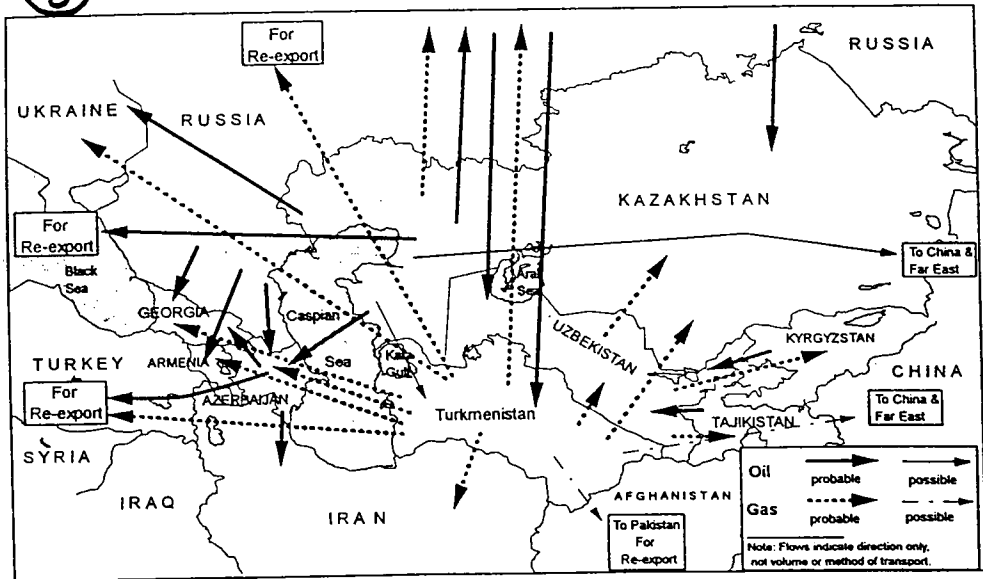 For
Re-export
RUSSIA
UKRAINE
RUSSIA
KAZAKHSTAN
For
Re-export
Black
Sea
To China &
Far East
Aral
Sea
GEORGIA
Caspian
Sea
UZBEKISTAN
KYRGYZSTAN
TURKEY
ARMENIA
Kara
Gulf
CHINA
For
Re-export
AZERBAIJAN
Turkmenistan
To China &
Far East
TAJIKISTAN
SYRIA
IRAQ
IRAN
AFGHANISTAN
To Pakistan
For
Re-export
Oil
probable
possible
Gas
probable
possible
Note: Flows indicate direction only,
not volume or method of transport.